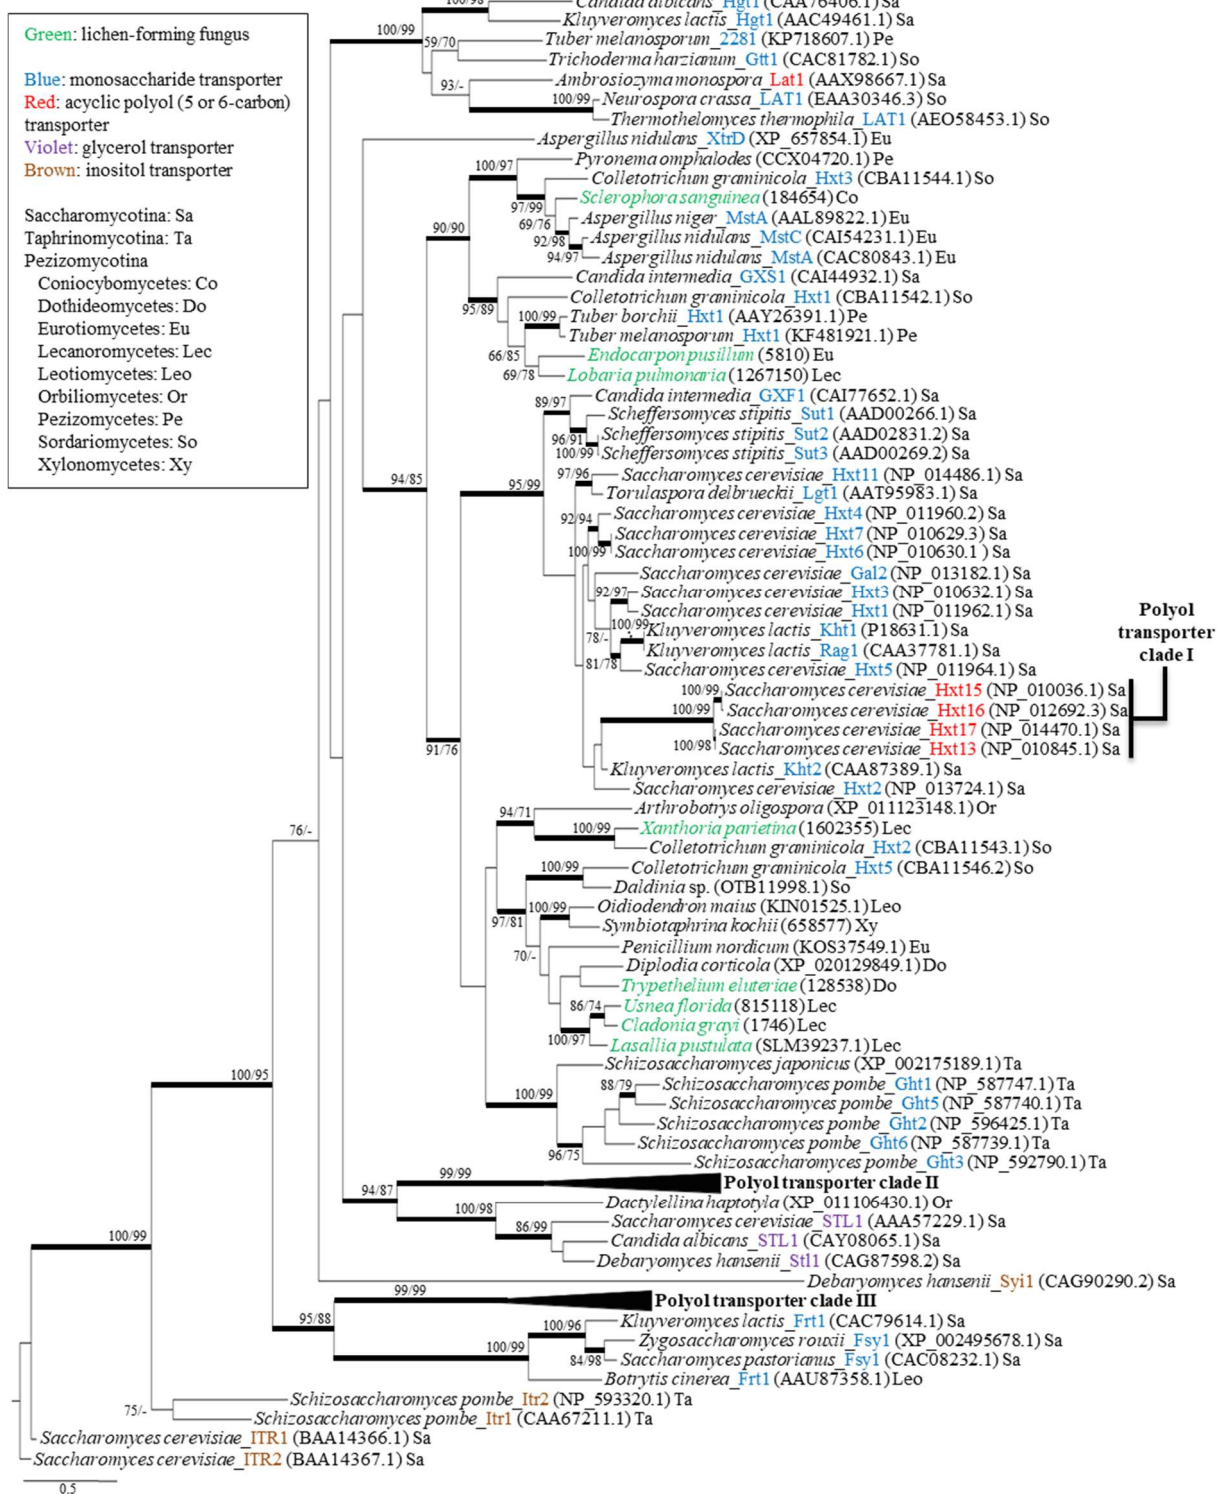 Green: lichen-forming fungus
Blue: monosaccharide transporter
Red: acyclic polyol (5 or 6-carbon)
transporter
Violet: glycerol transporter
Brown: inositol transporter
Saccharomycotina: Sa
Taphrinomycotina: Ta
Pezizomycotina
Coniocybomycetes: Co
Dothideomycetes: Do
Eurotiomycetes: Eu
Lecanoromycetes: Lec
Leotiomycetes: Leo
Orbiliomycetes: Or
Pezizomycetes: Pe
Sordariomycetes: So
Xylonomycetes: Xy
100/98
Candida albicans_Hgt1 (CAA76406.1) Sa
Kluyveromyces lactis_Hgt1 (AAC49461.1) Sa
100/99
59/70
Tuber melanosporum_2281 (KP718607.1) Pe
Trichoderma harzianum_Gtt1 (CAC81782.1) So
93/-
Ambrosiozyma monospora_Lat1 (AAX98667.1) Sa
100/99
Neurospora crassa_LAT1 (EAA30346.3) So
Thermothelomyces thermophila_LAT1 (AEO58453.1) So
Aspergillus nidulans_XtrD (XP_657854.1) Eu
100/97
Pyronema omphalodes (CCX04720.1) Pe
Colletotrichum graminicola_Hxt3 (CBA11544.1) So
97/99
Sclerophora sanguinea (184654) Co
69/76
Aspergillus niger_MstA (AAL89822.1) Eu
90/90
92/98
Aspergillus nidulans_MstC (CAI54231.1) Eu
94/97
Aspergillus nidulans_MstA (CAC80843.1) Eu
Candida intermedia_GXS1 (CAI44932.1) Sa
95/89
Colletotrichum graminicola_Hxt1 (CBA11542.1) So
100/99
Tuber borchii_Hxt1 (AAY26391.1) Pe
Tuber melanosporum_Hxt1 (KF481921.1) Pe
66/85
Endocarpon pusillum (5810) Eu
69/78
Lobaria pulmonaria (1267150) Lec
89/97
Candida intermedia_GXF1 (CAI77652.1) Sa
Scheffersomyces stipitis_Sut1 (AAD00266.1) Sa
96/91
Scheffersomyces stipitis_Sut2 (AAD02831.2) Sa
100/99
Scheffersomyces stipitis_Sut3 (AAD00269.2) Sa
94/85
95/99
97/96
Saccharomyces cerevisiae_Hxt11 (NP_014486.1) Sa
Torulaspora delbrueckii_Lgt1 (AAT95983.1) Sa
92/94
Saccharomyces cerevisiae_Hxt4 (NP_011960.2) Sa
Saccharomyces cerevisiae_Hxt7 (NP_010629.3) Sa
100/99
Saccharomyces cerevisiae_Hxt6 (NP_010630.1 ) Sa
Saccharomyces cerevisiae_Gal2 (NP_013182.1) Sa
92/97
Saccharomyces cerevisiae_Hxt3 (NP_010632.1) Sa
Saccharomyces cerevisiae_Hxt1 (NP_011962.1) Sa
100/99
Kluyveromyces lactis_Kht1 (P18631.1) Sa
78/-
Kluyveromyces lactis_Rag1 (CAA37781.1) Sa
81/78
Saccharomyces cerevisiae_Hxt5 (NP_011964.1) Sa
Polyol
transporter
clade I
100/99
Saccharomyces cerevisiae_Hxt15 (NP_010036.1) Sa
100/99
Saccharomyces cerevisiae_Hxt16 (NP_012692.3) Sa
Saccharomyces cerevisiae_Hxt17 (NP_014470.1) Sa
100/98
Saccharomyces cerevisiae_Hxt13 (NP_010845.1) Sa
91/76
Kluyveromyces lactis_Kht2 (CAA87389.1) Sa
Saccharomyces cerevisiae_Hxt2 (NP_013724.1) Sa
94/71
Arthrobotrys oligospora (XP_011123148.1) Or
76/-
100/99
Xanthoria parietina (1602355) Lec
Colletotrichum graminicola_Hxt2 (CBA11543.1) So
100/99
Colletotrichum graminicola_Hxt5 (CBA11546.2) So
Daldinia sp. (OTB11998.1) So
97/81
100/99
Oidiodendron maius (KIN01525.1) Leo
Symbiotaphrina kochii (658577) Xy
70/-
Penicillium nordicum (KOS37549.1) Eu
Diplodia corticola (XP_020129849.1) Do
Trypethelium eluteriae (128538) Do
86/74
Usnea florida (815118) Lec
Cladonia grayi (1746) Lec
100/97
Lasallia pustulata (SLM39237.1) Lec
Schizosaccharomyces japonicus (XP_002175189.1) Ta
100/95
100/99
88/79
Schizosaccharomyces pombe_Ght1 (NP_587747.1) Ta
Schizosaccharomyces pombe_Ght5 (NP_587740.1) Ta
Schizosaccharomyces pombe_Ght2 (NP_596425.1) Ta
Schizosaccharomyces pombe_Ght6 (NP_587739.1) Ta
96/75
Schizosaccharomyces pombe_Ght3 (NP_592790.1) Ta
99/99
Polyol transporter clade II
94/87
100/98
Dactylellina haptotyla (XP_011106430.1) Or
86/99
Saccharomyces cerevisiae_STL1 (AAA57229.1) Sa
Candida albicans_STL1 (CAY08065.1) Sa
100/99
Debaryomyces hansenii_Stl1 (CAG87598.2) Sa
Debaryomyces hansenii_Syi1 (CAG90290.2) Sa
99/99
Polyol transporter clade III
95/88
100/96
Kluyveromyces lactis_Frt1 (CAC79614.1) Sa
100/99
Zygosaccharomyces rouxii_Fsy1 (XP_002495678.1) Sa
84/98
Saccharomyces pastorianus_Fsy1 (CAC08232.1) Sa
Botrytis cinerea_Frt1 (AAU87358.1) Leo
75/-
Schizosaccharomyces pombe_Itr2 (NP_593320.1) Ta
Schizosaccharomyces pombe_Itr1 (CAA67211.1) Ta
Saccharomyces cerevisiae_ITR1 (BAA14366.1) Sa
Saccharomyces cerevisiae_ITR2 (BAA14367.1) Sa
0.5